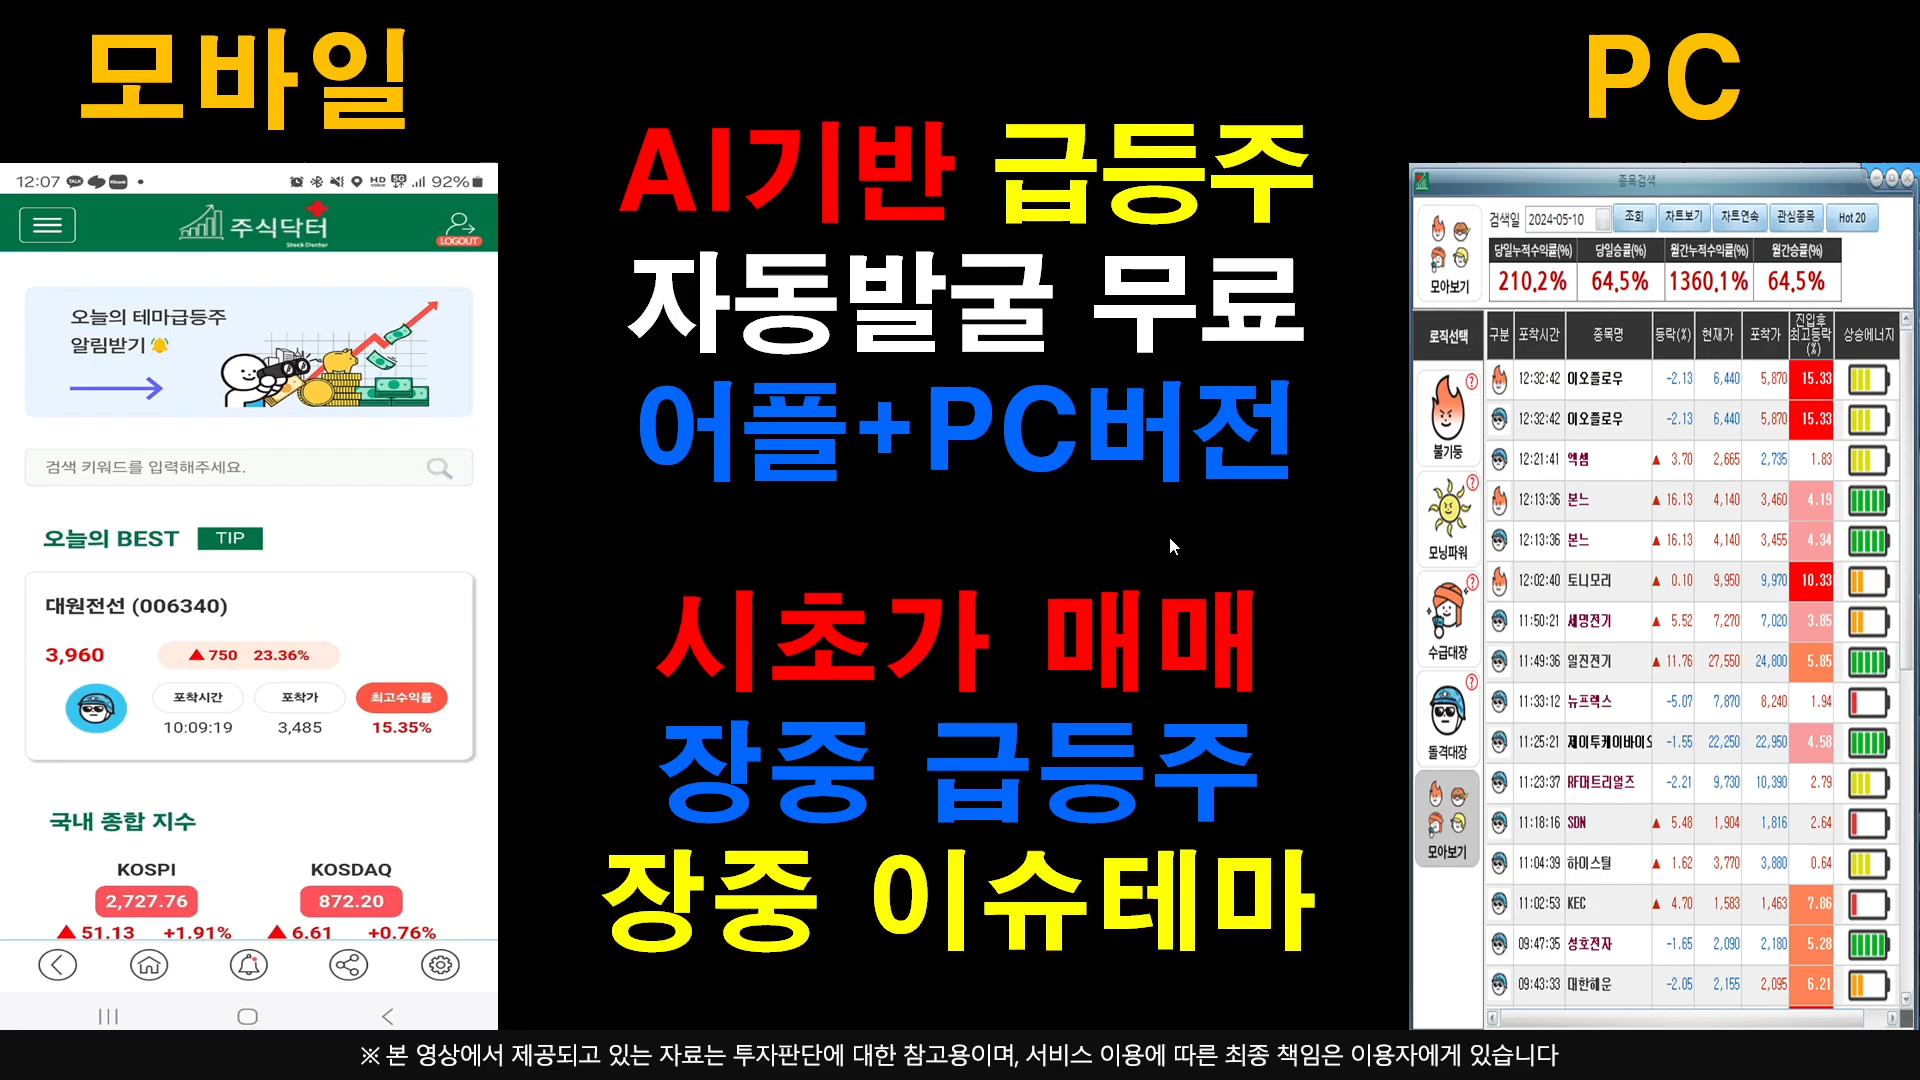 모바일
PC
AI기반 급등주
자동발굴 무료
어플+PC버전
시초가 매매
장중 급등주
장중 이슈테마
12:07
92%
주식닥터
Stock Doctor
LOGOUT
오늘의 테마급등주
알림받기
검색 키워드를 입력해주세요.
오늘의 BEST TIP
대원전선 (006340)
3,960 ▲ 750 23.36%
포착시간 포착가 최고수익률
10:09:19 3,485 15.35%
국내 종합 지수
KOSPI KOSDAQ
2,727.76 872.20
▲ 51.13 +1.91% ▲ 6.61 +0.76%
종목검색
모아보기
검색일 2024-05-10 조회 차트보기 차트연속 관심종목 Hot 20
당일누적수익률(%) 당일승률(%) 월간누적수익률(%) 월간승률(%)
210,2% 64,5% 1360,1% 64,5%
로직선택
불기둥
모닝파워
수급대장
돌격대장
모아보기
구분 포착시간 종목명 등락(%) 현재가 포착가 진입후 최고등락(%) 상승에너지
12:32:42 이오플로우 -2.13 6,440 5,870 15.33
12:32:42 이오플로우 -2.13 6,440 5,870 15.33
12:21:41 엑셈 ▲ 3.70 2,665 2,735 1.83
12:13:36 본느 ▲ 16.13 4,140 3,460 4.19
12:13:36 본느 ▲ 16.13 4,140 3,455 4.34
12:02:40 토니모리 ▲ 0.10 9,950 9,970 10.33
11:50:21 세명전기 ▲ 5.52 7,270 7,020 3.85
11:49:36 일진전기 ▲ 11.76 27,550 24,800 5.85
11:33:12 뉴프렉스 -5.07 7,870 8,240 1.94
11:25:21 제이투케이바이오 -1.55 22,250 22,950 4.58
11:23:37 RF머트리얼즈 -2.21 9,730 10,390 2.79
11:18:16 SDN ▲ 5.48 1,904 1,816 2.64
11:04:39 하이스틸 ▲ 1.62 3,770 3,880 0.64
11:02:53 KEC ▲ 4.70 1,583 1,463 7.86
09:47:35 성호전자 -1.65 2,090 2,180 5.28
09:43:33 대한해운 -2.05 2,155 2,095 6.21
※ 본 영상에서 제공되고 있는 자료는 투자판단에 대한 참고용이며, 서비스 이용에 따른 최종 책임은 이용자에게 있습니다